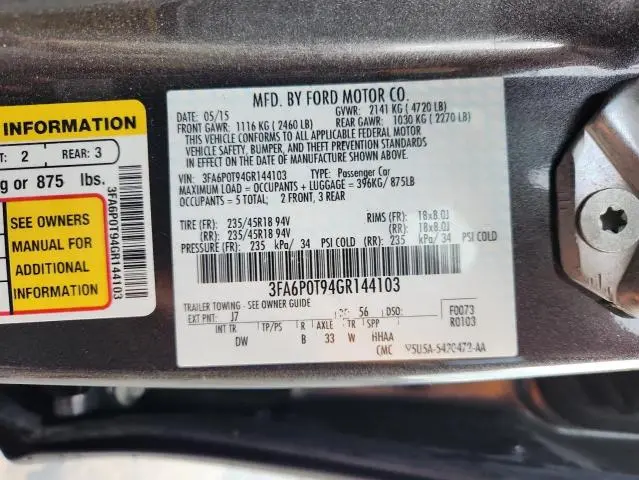 INFORMATION
: 2 REAR: 3
g or 875 lbs.
SEE OWNERS
MANUAL FOR
ADDITIONAL
INFORMATION
3FA6P0T94GR144103
MFD. BY FORD MOTOR CO.
DATE: 05/15 GVWR: 2141 KG ( 4720 LB)
FRONT GAWR: 1116 KG ( 2460 LB) REAR GAWR: 1030 KG ( 2270 LB)
THIS VEHICLE CONFORMS TO ALL APPLICABLE FEDERAL MOTOR
VEHICLE SAFETY, BUMPER, AND THEFT PREVENTION STANDARDS
IN EFFECT ON THE DATE OF MANUFACTURE SHOWN ABOVE.
VIN: 3FA6P0T94GR144103 TYPE: Passenger Car
MAXIMUM LOAD = OCCUPANTS + LUGGAGE = 396KG/ 875LB
OCCUPANTS = 5 TOTAL; 2 FRONT, 3 REAR
TIRE (FR): 235/45R18 94V RIMS (FR): 18x8.0J
(RR): 235/45R18 94V (RR): 18x8.0J
PRESSURE (FR): 235 kPa/ 34 PSI COLD (RR): 235 kPa/ 34 PSI COLD
3FA6P0T94GR144103
TRAILER TOWING - SEE OWNER GUIDE
EXT PNT: J7 RC: 56 DSO: F0073
INT TR TP/PS R AXLE TR SPP R0103
DW B 33 W HHAA
CMC